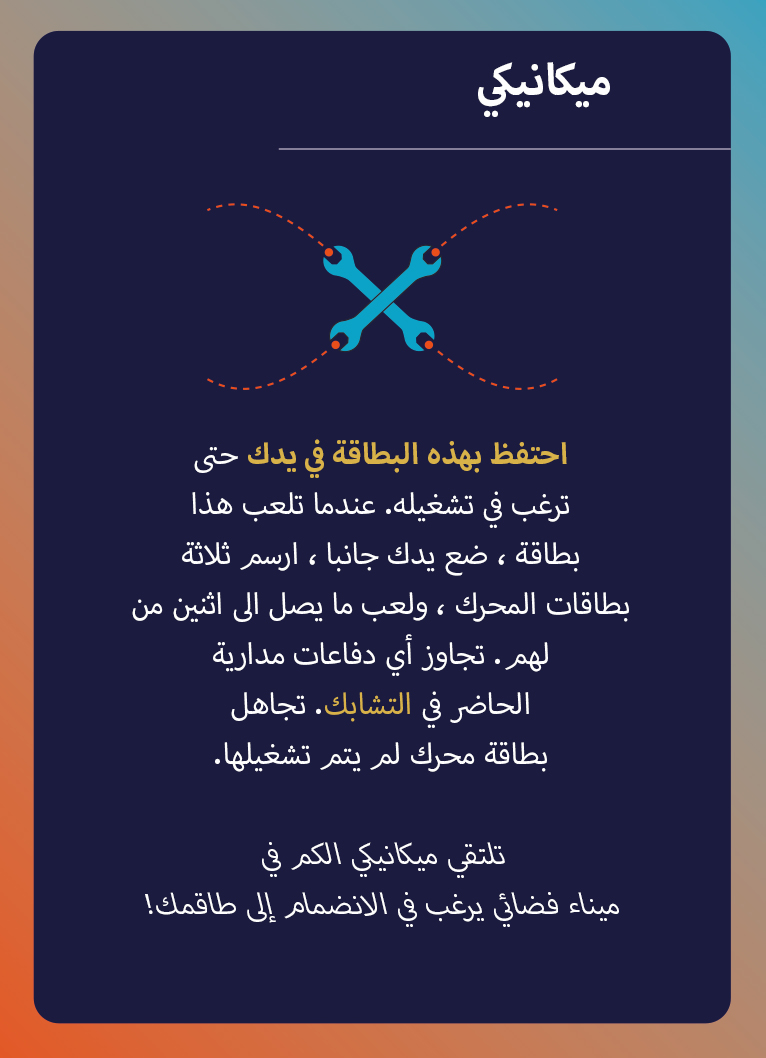 ميكانيكي
احتفظ بهذه البطاقة في يدك حتى
ترغب في تشغيله. عندما تلعب هذا
بطاقة ، ضع يدك جانبا ، ارسم ثلاثة
بطاقات المحرك ، ولعب ما يصل الى اثنين من
لهم. تجاوز أي دفاعات مدارية
الحاضر في التشابك. تجاهل
بطاقة محرك لم يتم تشغيلها.
تلتقي ميكانيكي الكم في
ميناء فضائي يرغب في الانضمام إلى طاقمك!